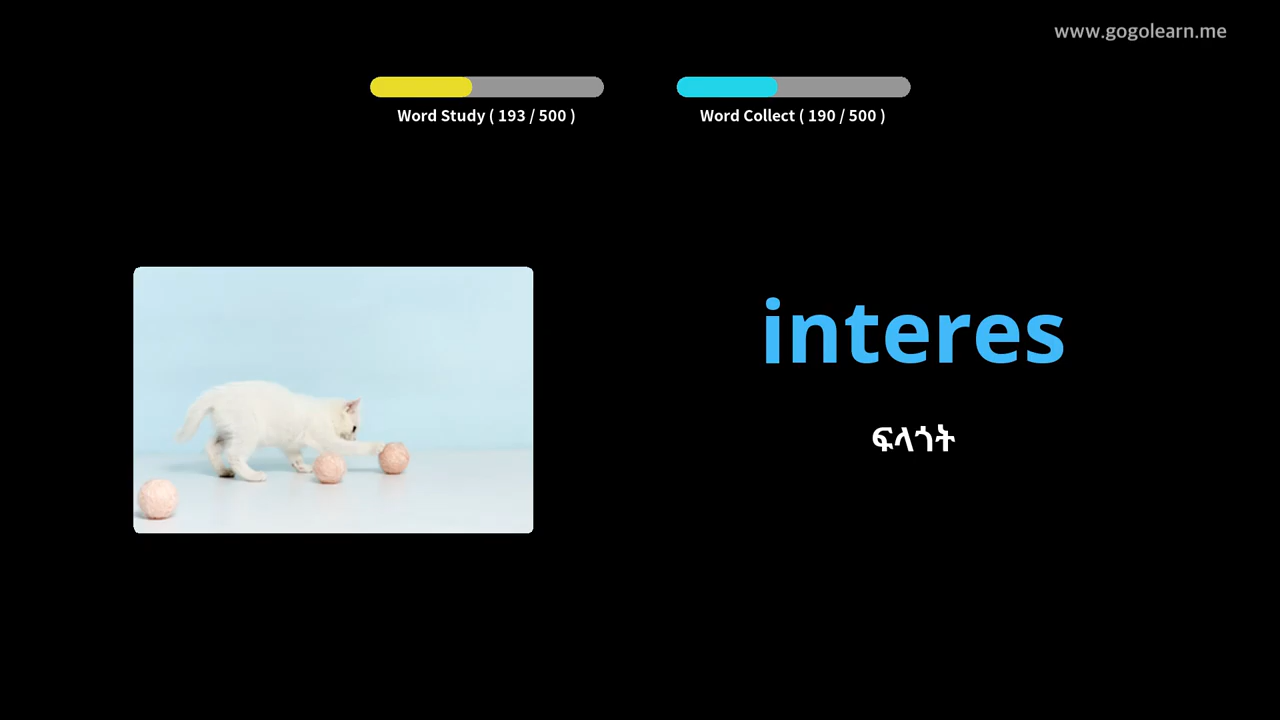 www.gogolearn.me
Word Study ( 193 / 500 )
Word Collect ( 190 / 500 )
interes
ፍላጎት